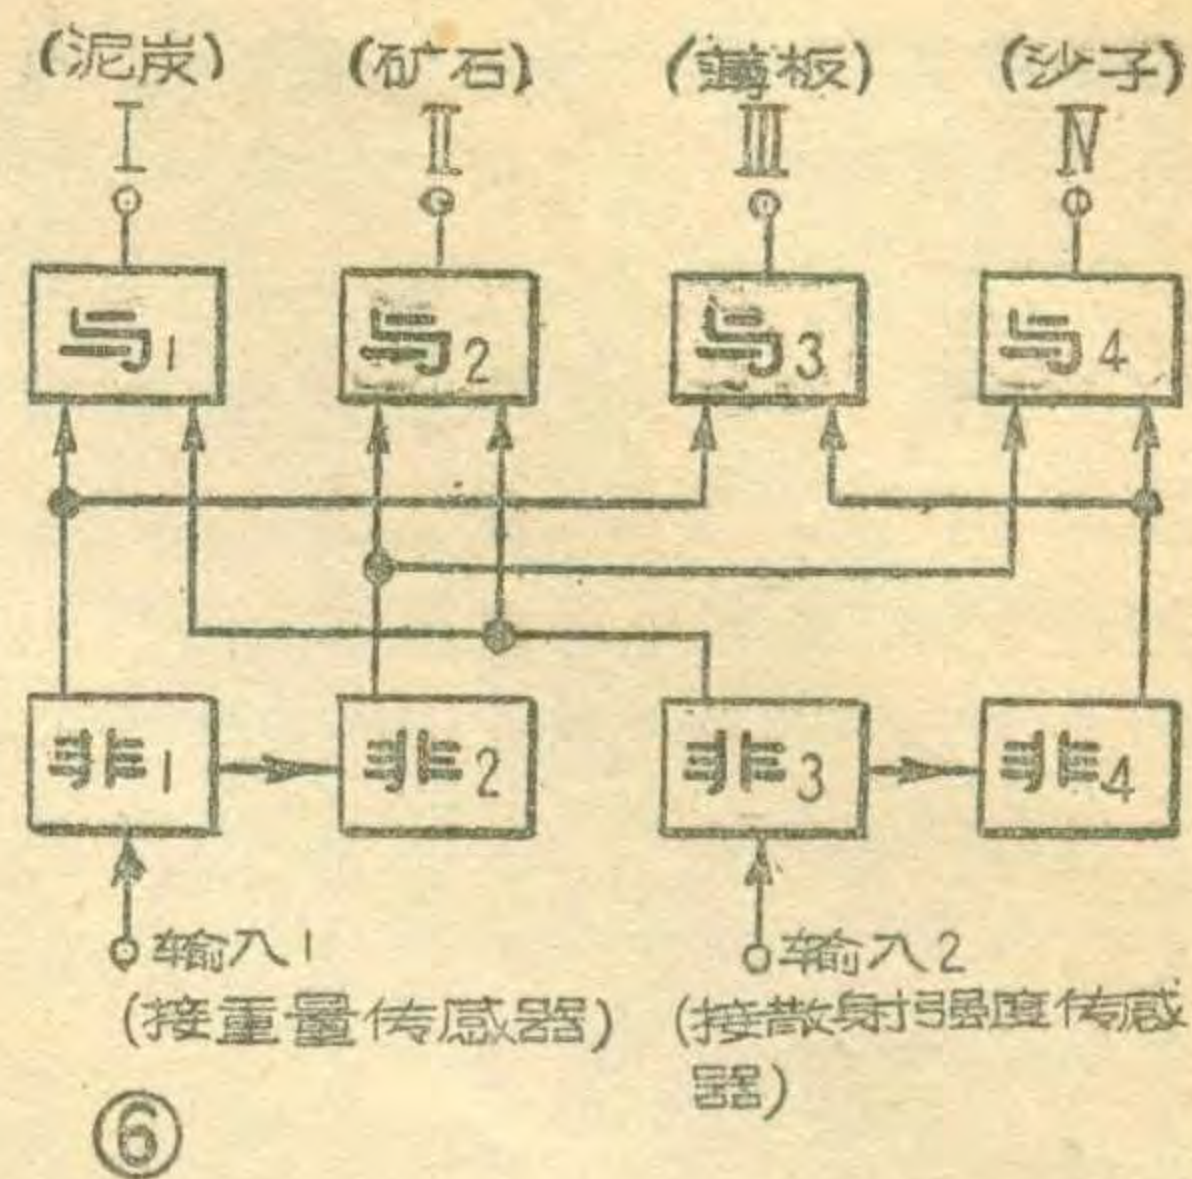 (泥炭) (矿石) (薄板) (沙子)
Ⅰ Ⅱ Ⅲ Ⅳ
与1 与2 与3 与4
非1 非2 非3 非4
输入1 输入2
(接重量传感器) (接散射强度传感
器)
⑥